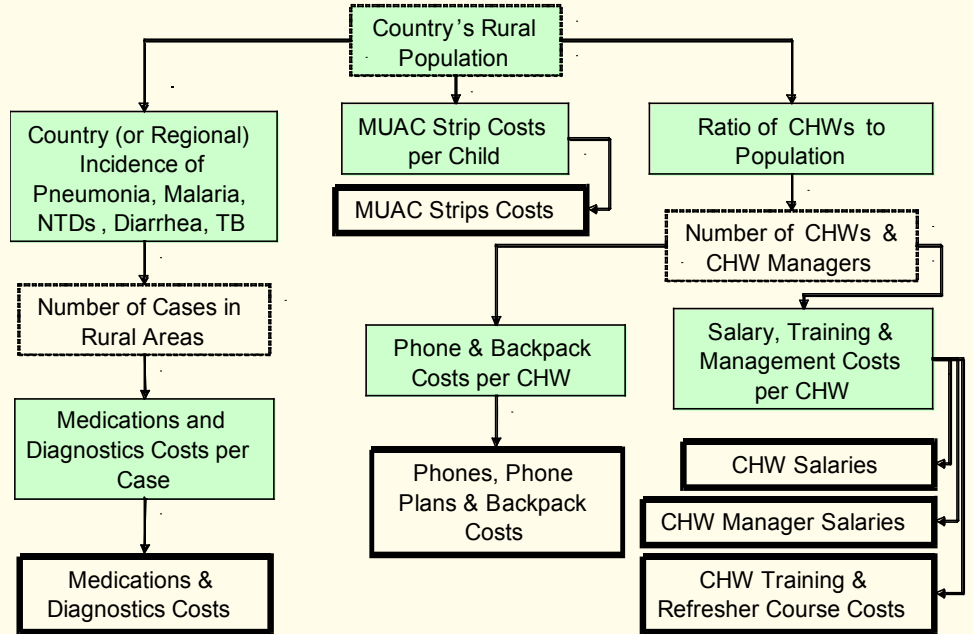 Country's Rural
Population
Country (or Regional)
Incidence of
Pneumonia, Malaria,
NTDs , Diarrhea, TB
MUAC Strip Costs
per Child
Ratio of CHWs to
Population
MUAC Strips Costs
Number of CHWs &
CHW Managers
Number of Cases in
Rural Areas
Phone & Backpack
Costs per CHW
Salary, Training &
Management Costs
per CHW
Medications and
Diagnostics Costs per
Case
Phones, Phone
Plans & Backpack
Costs
CHW Salaries
CHW Manager Salaries
Medications &
Diagnostics Costs
CHW Training &
Refresher Course Costs